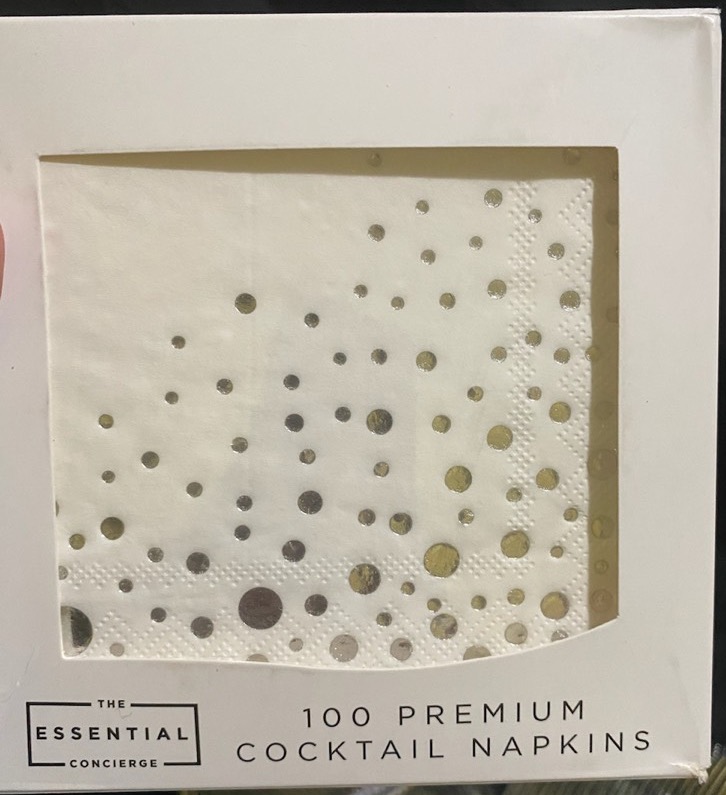 THE
ESSENTIAL
CONCIERGE
100 PREMIUM
COCKTAIL NAPKINS